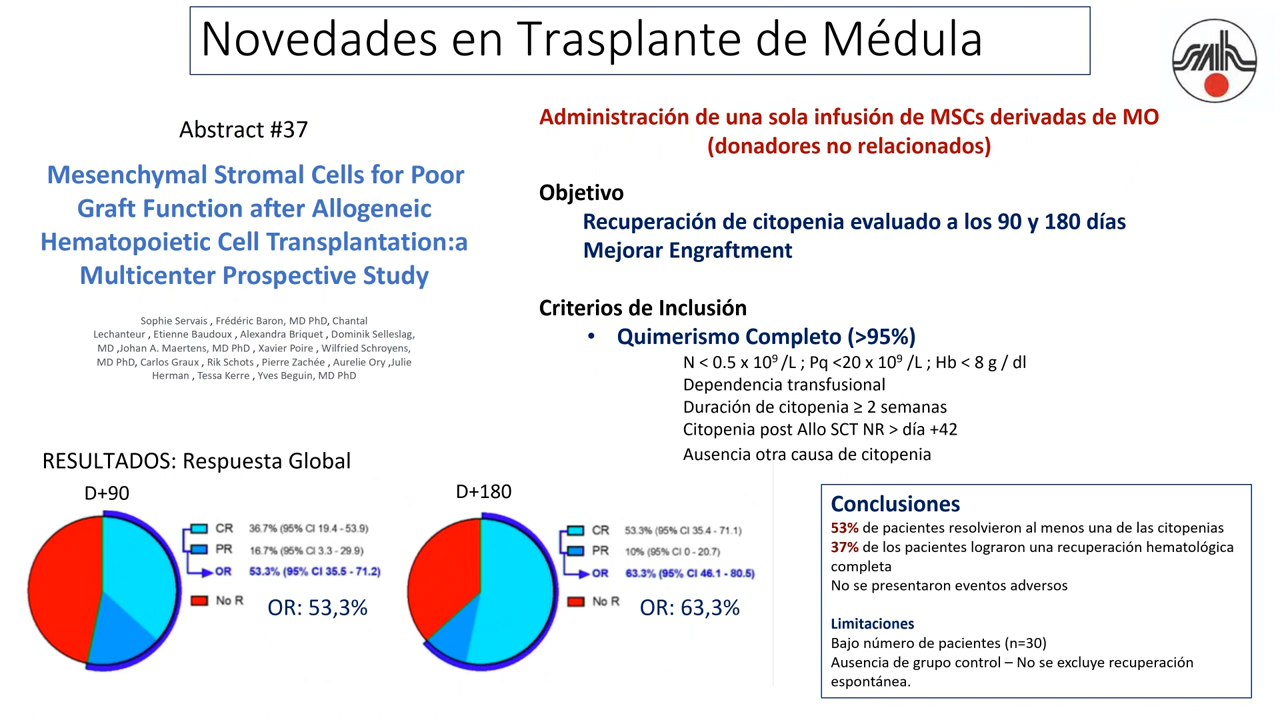 Novedades en Trasplante de Médula
Abstract #37
Mesenchymal Stromal Cells for Poor
Graft Function after Allogeneic
Hematopoietic Cell Transplantation:a
Multicenter Prospective Study
Sophie Servais , Frédéric Baron, MD PhD, Chantal
Lechanteur , Etienne Baudoux , Alexandra Briquet , Dominik Selleslag,
MD ,Johan A. Maertens, MD PhD , Xavier Poire , Wilfried Schroyens,
MD PhD, Carlos Graux , Rik Schots , Pierre Zachée , Aurelie Ory ,Julie
Herman , Tessa Kerre , Yves Beguin, MD PhD
Administración de una sola infusión de MSCs derivadas de MO
(donadores no relacionados)
Objetivo
Recuperación de citopenia evaluado a los 90 y 180 días
Mejorar Engraftment
Criterios de Inclusión
• Quimerismo Completo (>95%)
N < 0.5 x 10⁹ /L ; Pq <20 x 10⁹ /L ; Hb < 8 g / dl
Dependencia transfusional
Duración de citopenia ≥ 2 semanas
Citopenia post Allo SCT NR > día +42
Ausencia otra causa de citopenia
RESULTADOS: Respuesta Global
D+90
CR 36.7% (95% CI 19.4 - 53.9)
PR 16.7% (95% CI 3.3 - 29.9)
OR 53.3% (95% CI 35.5 - 71.2)
No R
OR: 53,3%
D+180
CR 53.3% (95% CI 35.4 - 71.1)
PR 10% (95% CI 0 - 20.7)
OR 63.3% (95% CI 46.1 - 80.5)
No R
OR: 63,3%
Conclusiones
53% de pacientes resolvieron al menos una de las citopenias
37% de los pacientes lograron una recuperación hematológica
completa
No se presentaron eventos adversos
Limitaciones
Bajo número de pacientes (n=30)
Ausencia de grupo control – No se excluye recuperación
espontánea.